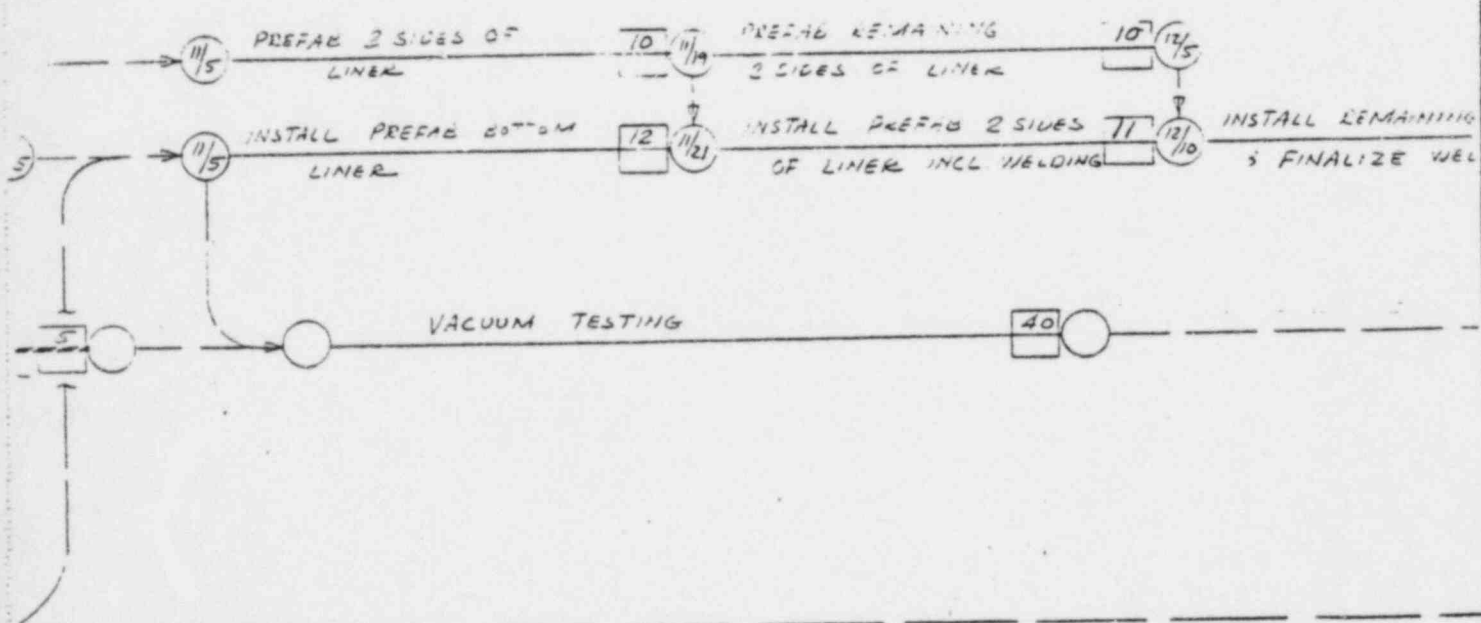 11/5 PREFAB 2 SIDES OF 10 11/19 PREFAB REMAINING 10 12/5
LINER 2 SIDES OF LINER
5 11/5 INSTALL PREFAB BOTTOM 12 11/21 INSTALL PREFAB 2 SIDES 11 12/10 INSTALL REMAINING
LINER OF LINER INCL WELDING & FINALIZE WEL
5 VACUUM TESTING 40